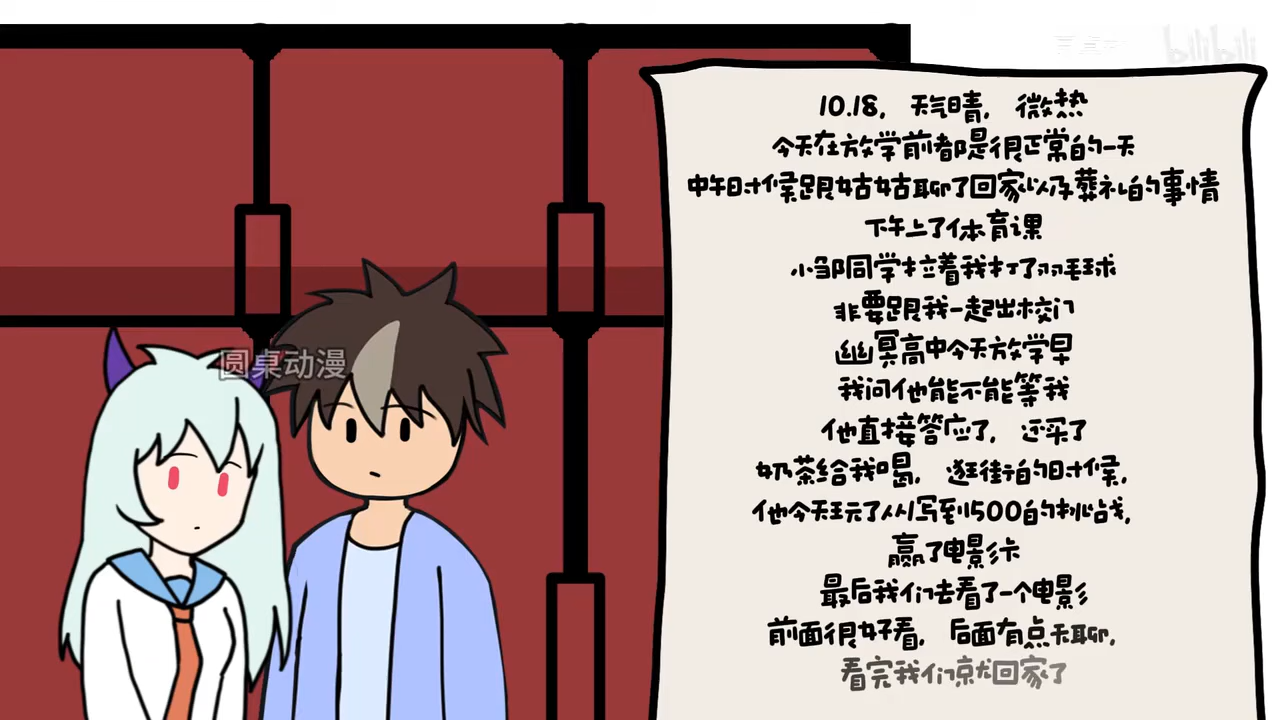 bilibili
10.18， 天气晴， 微热
今天在放学前都是很正常的一天
中午时候跟姑姑聊了回家以及葬礼的事情
下午上了体育课
小邹同学拉着我打了羽毛球
非要跟我一起出校门
幽冥高中今天放学早
我问他能不能等我
圆桌动漫
他直接答应了， 还买了
奶茶给我喝， 逛街的时候，
他今天玩了从1写到500的挑战，
赢了电影卡
最后我们去看了一个电影
前面很好看， 后面有点无聊，
看完我们就回家了